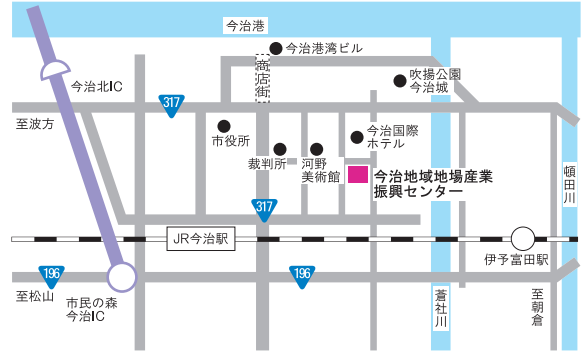 今治港
今治港湾ビル
商店街
吹揚公園
今治城
今治北IC
317
至波方
市役所
今治国際
ホテル
裁判所
河野
美術館
今治地域地場産業
振興センター
頓田川
317
JR今治駅
伊予富田駅
196
196
至松山
市民の森
今治IC
蒼社川
至朝倉